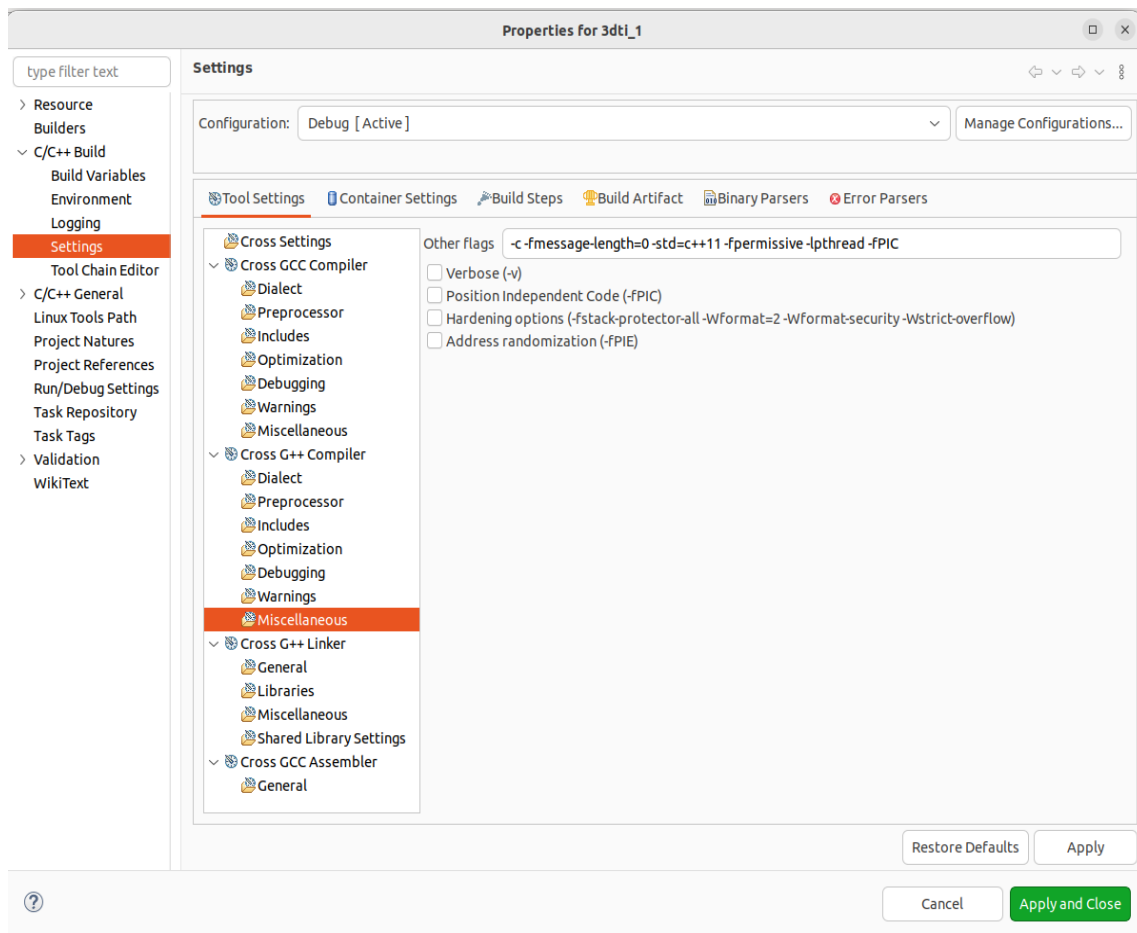 Properties for 3dti_1
type filter text
Resource
Builders
C/C++ Build
Build Variables
Environment
Logging
Settings
Tool Chain Editor
C/C++ General
Linux Tools Path
Project Natures
Project References
Run/Debug Settings
Task Repository
Task Tags
Validation
WikiText
Settings
Configuration: Debug [ Active ] Manage Configurations...
Tool Settings Container Settings Build Steps Build Artifact Binary Parsers Error Parsers
Cross Settings
Cross GCC Compiler
Dialect
Preprocessor
Includes
Optimization
Debugging
Warnings
Miscellaneous
Cross G++ Compiler
Dialect
Preprocessor
Includes
Optimization
Debugging
Warnings
Miscellaneous
Cross G++ Linker
General
Libraries
Miscellaneous
Shared Library Settings
Cross GCC Assembler
General
Other flags -c -fmessage-length=0 -std=c++11 -fpermissive -lpthread -fPIC
Verbose (-v)
Position Independent Code (-fPIC)
Hardening options (-fstack-protector-all -Wformat=2 -Wformat-security -Wstrict-overflow)
Address randomization (-fPIE)
Restore Defaults Apply
? Cancel Apply and Close